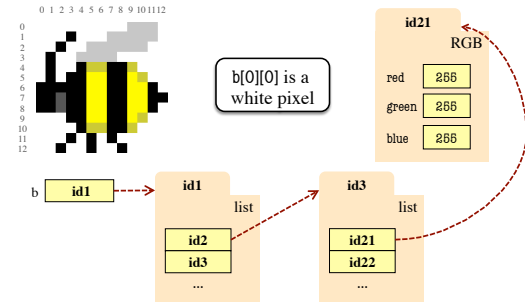 0 1 2 3 4 5 6 7 8 9 10 11 12
0
1
2
3
4
5
6
7
8
9
10
11
12
b[0][0] is a
white pixel
id21
RGB
red 255
green 255
blue 255
b id1
id1
list
id2
id3
...
id3
list
id21
id22
...